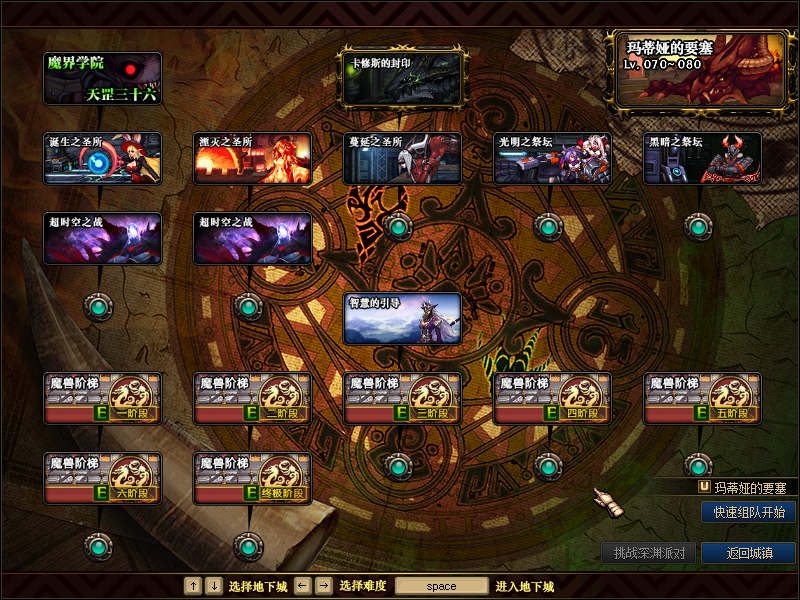 魔界学院
天罡三十六
卡修斯的封印
玛蒂娅的要塞
Lv. 070~080
诞生之圣所
湮灭之圣所
蔓延之圣所
光明之祭坛
黑暗之祭坛
超时空之战
超时空之战
智慧的引导
魔兽阶梯
E 一阶段
魔兽阶梯
E 二阶段
魔兽阶梯
E 三阶段
魔兽阶梯
E 四阶段
魔兽阶梯
E 五阶段
魔兽阶梯
E 六阶段
魔兽阶梯
E 终极阶段
U 玛蒂娅的要塞
快速组队开始
挑战深渊派对
返回城镇
↑ ↓ 选择地下城 ← → 选择难度 space 进入地下城